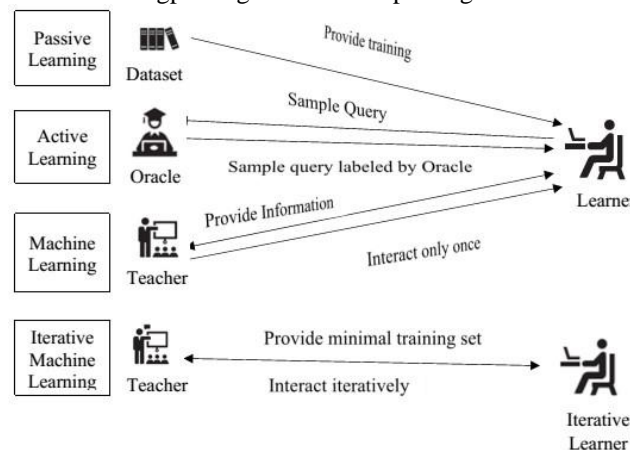 Passive
Learning
Dataset
Provide training
Active
Learning
Oracle
Sample Query
Sample query labeled by Oracle
Learne
Machine
Learning
Teacher
Provide Information
Interact only once
Iterative
Machine
Learning
Teacher
Provide minimal training set
Interact iteratively
Iterative
Learner